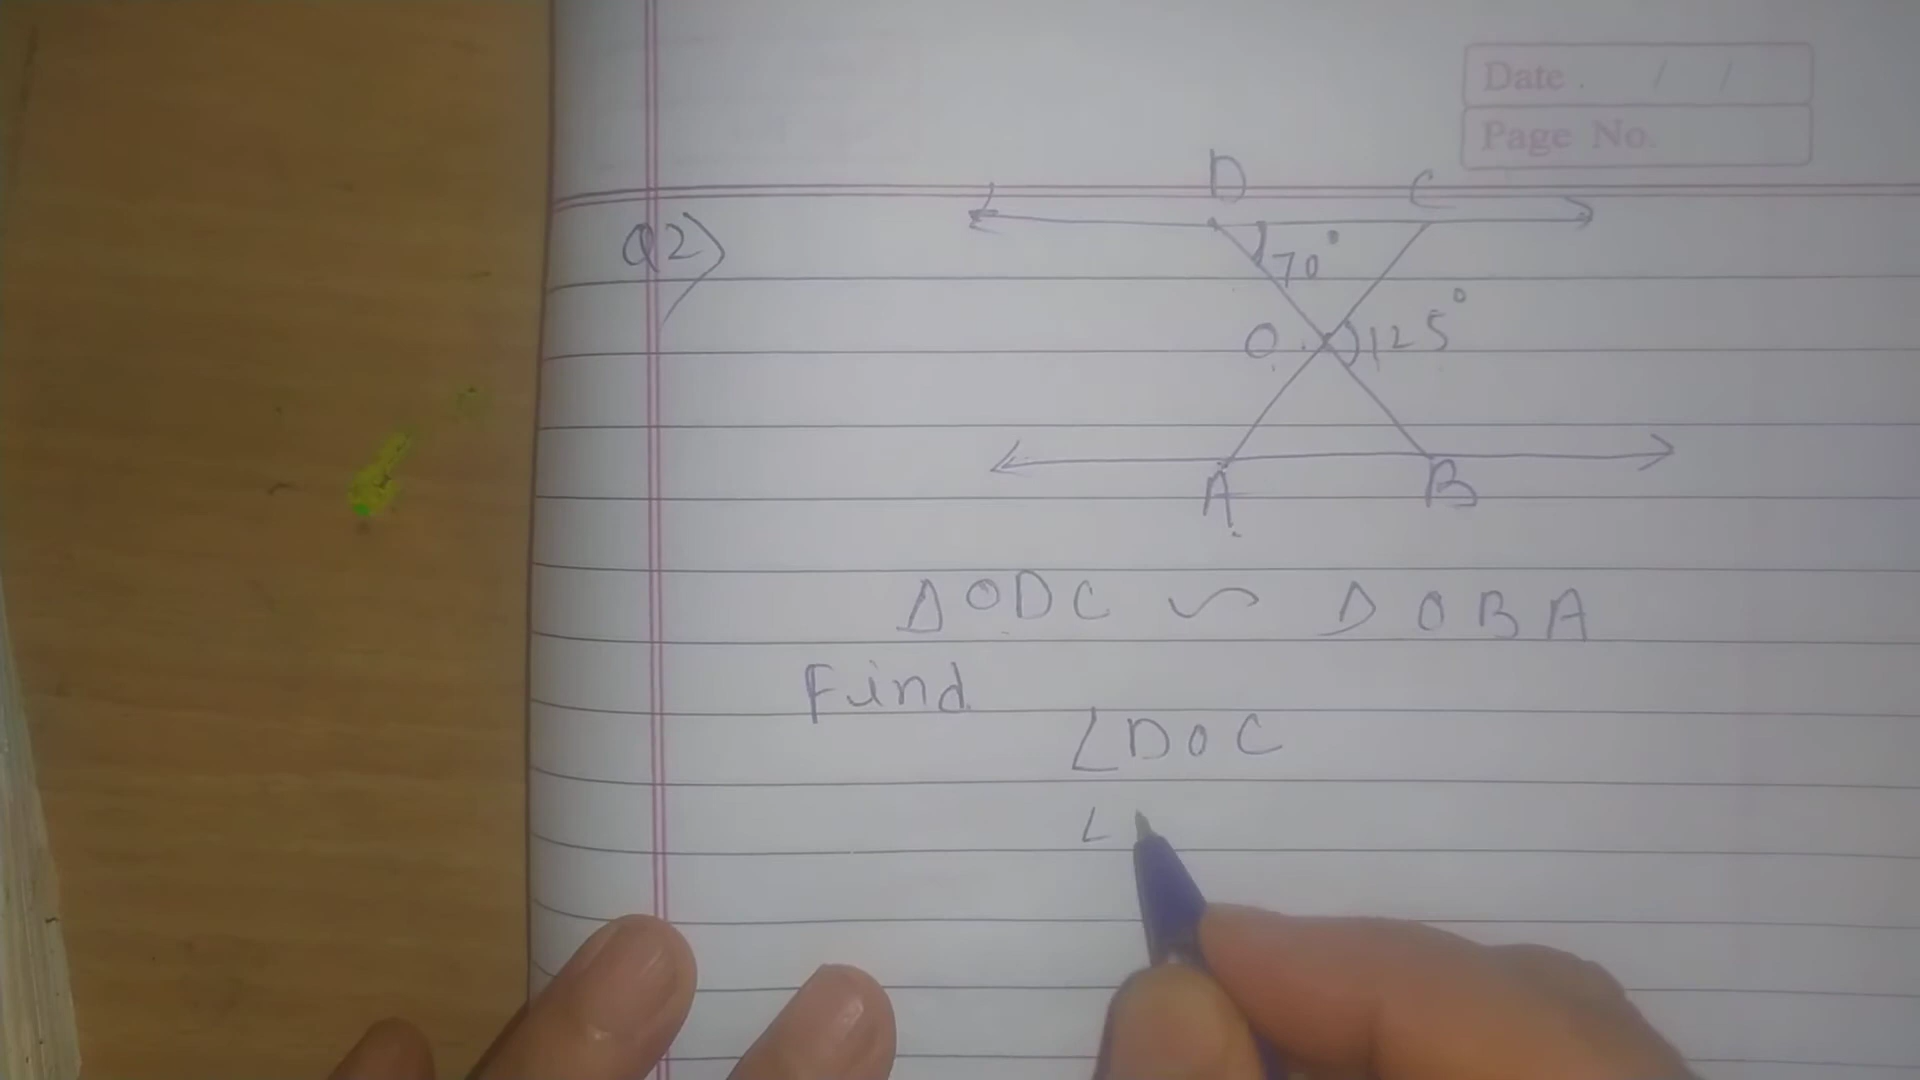 Date. / /
Page No.
D C
Q2)
70°
O 125°
A B
Δ ODC ~ Δ OBA
Find
∠DOC
∠